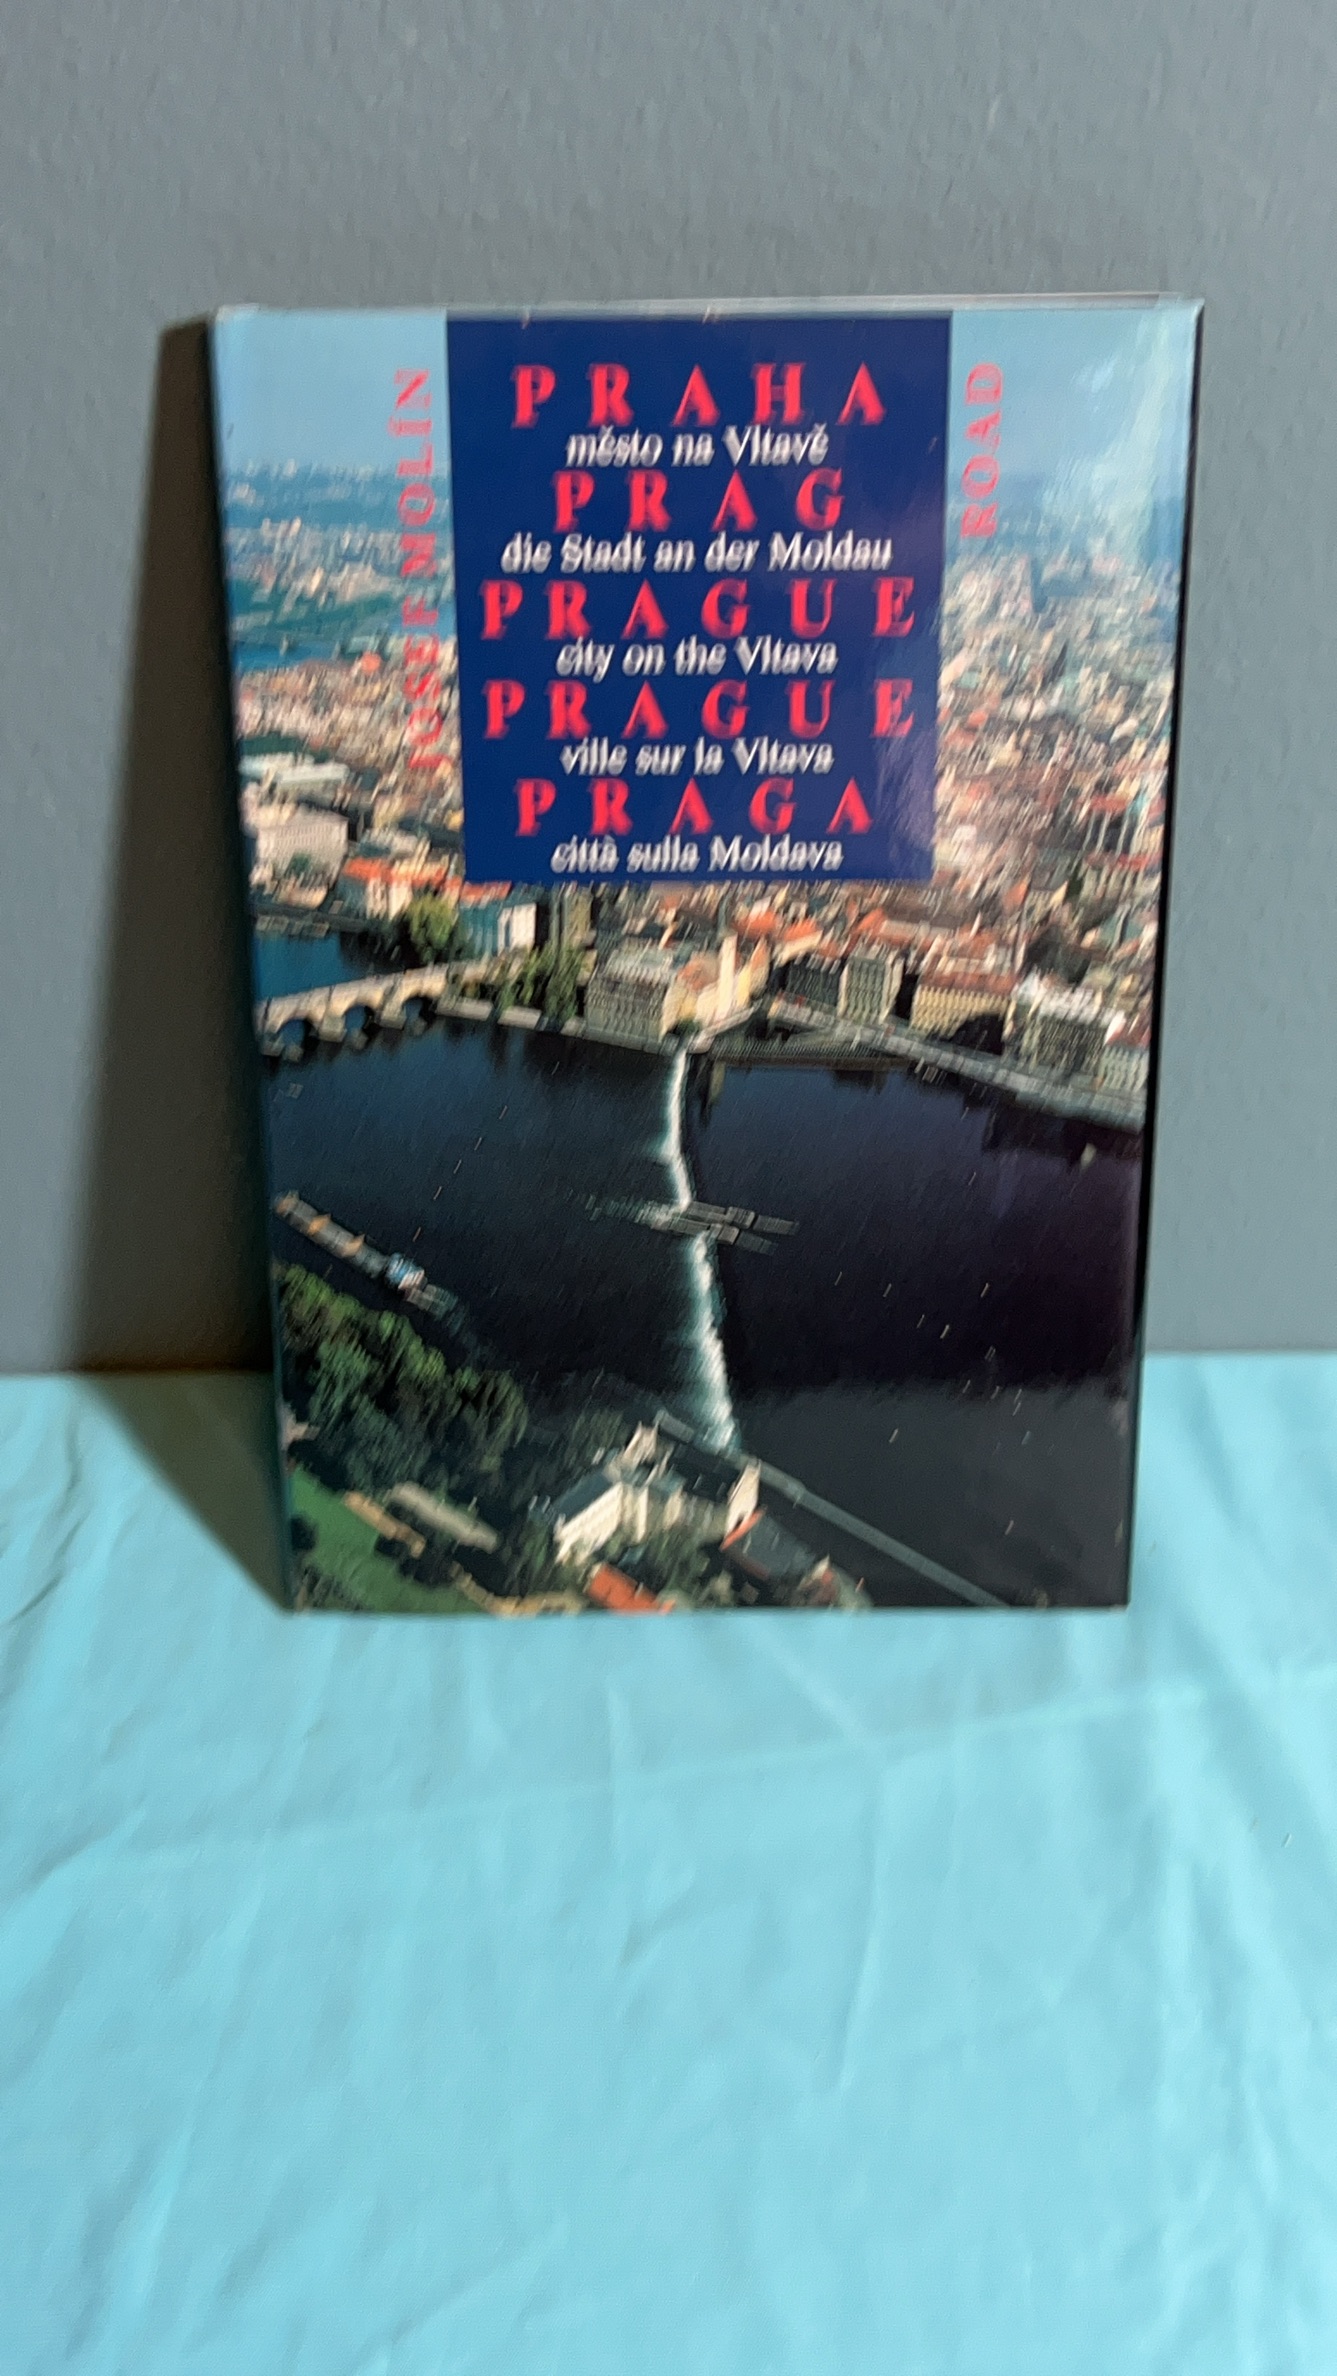 JOSEF MOLÍN
PRAHA
město na Vltavě
PRAG
die Stadt an der Moldau
PRAGUE
city on the Vltava
PRAGUE
ville sur la Vltava
PRAGA
città sulla Moldava
ROAD